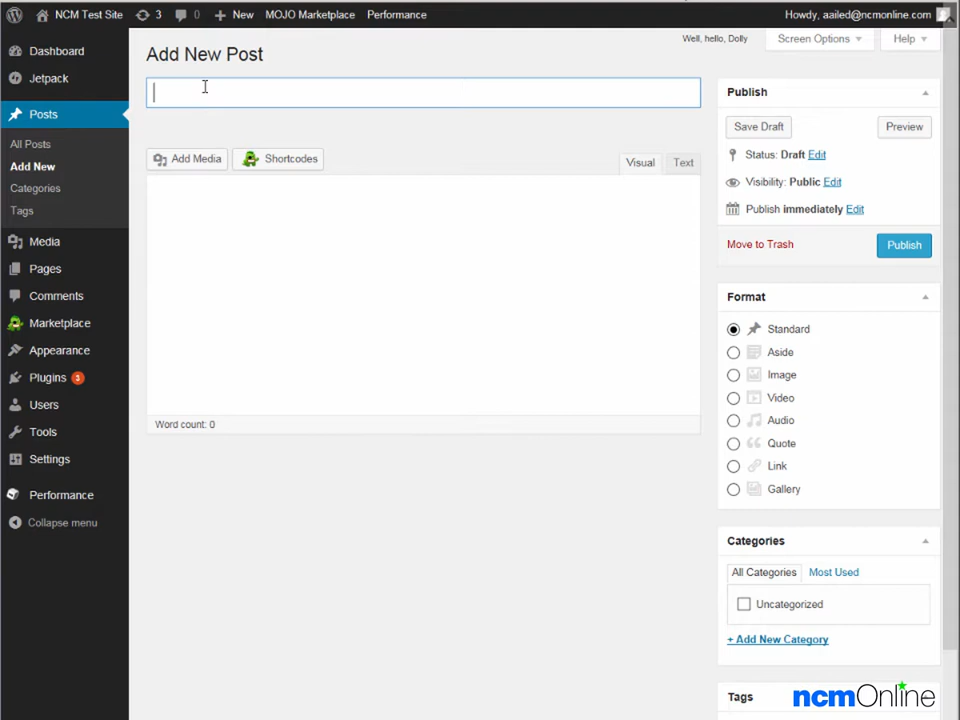 NCM Test Site 3 0 New MOJO Marketplace Performance Howdy, aailed@ncmonline.com
Well, hello, Dolly Screen Options Help
Dashboard
Jetpack
Posts
All Posts
Add New
Categories
Tags
Media
Pages
Comments
Marketplace
Appearance
Plugins 3
Users
Tools
Settings
Performance
Collapse menu
Add New Post
Add Media Shortcodes Visual Text
Word count: 0
Publish
Save Draft Preview
Status: Draft Edit
Visibility: Public Edit
Publish immediately Edit
Move to Trash Publish
Format
Standard
Aside
Image
Video
Audio
Quote
Link
Gallery
Categories
All Categories Most Used
Uncategorized
+ Add New Category
Tags
ncmOnline